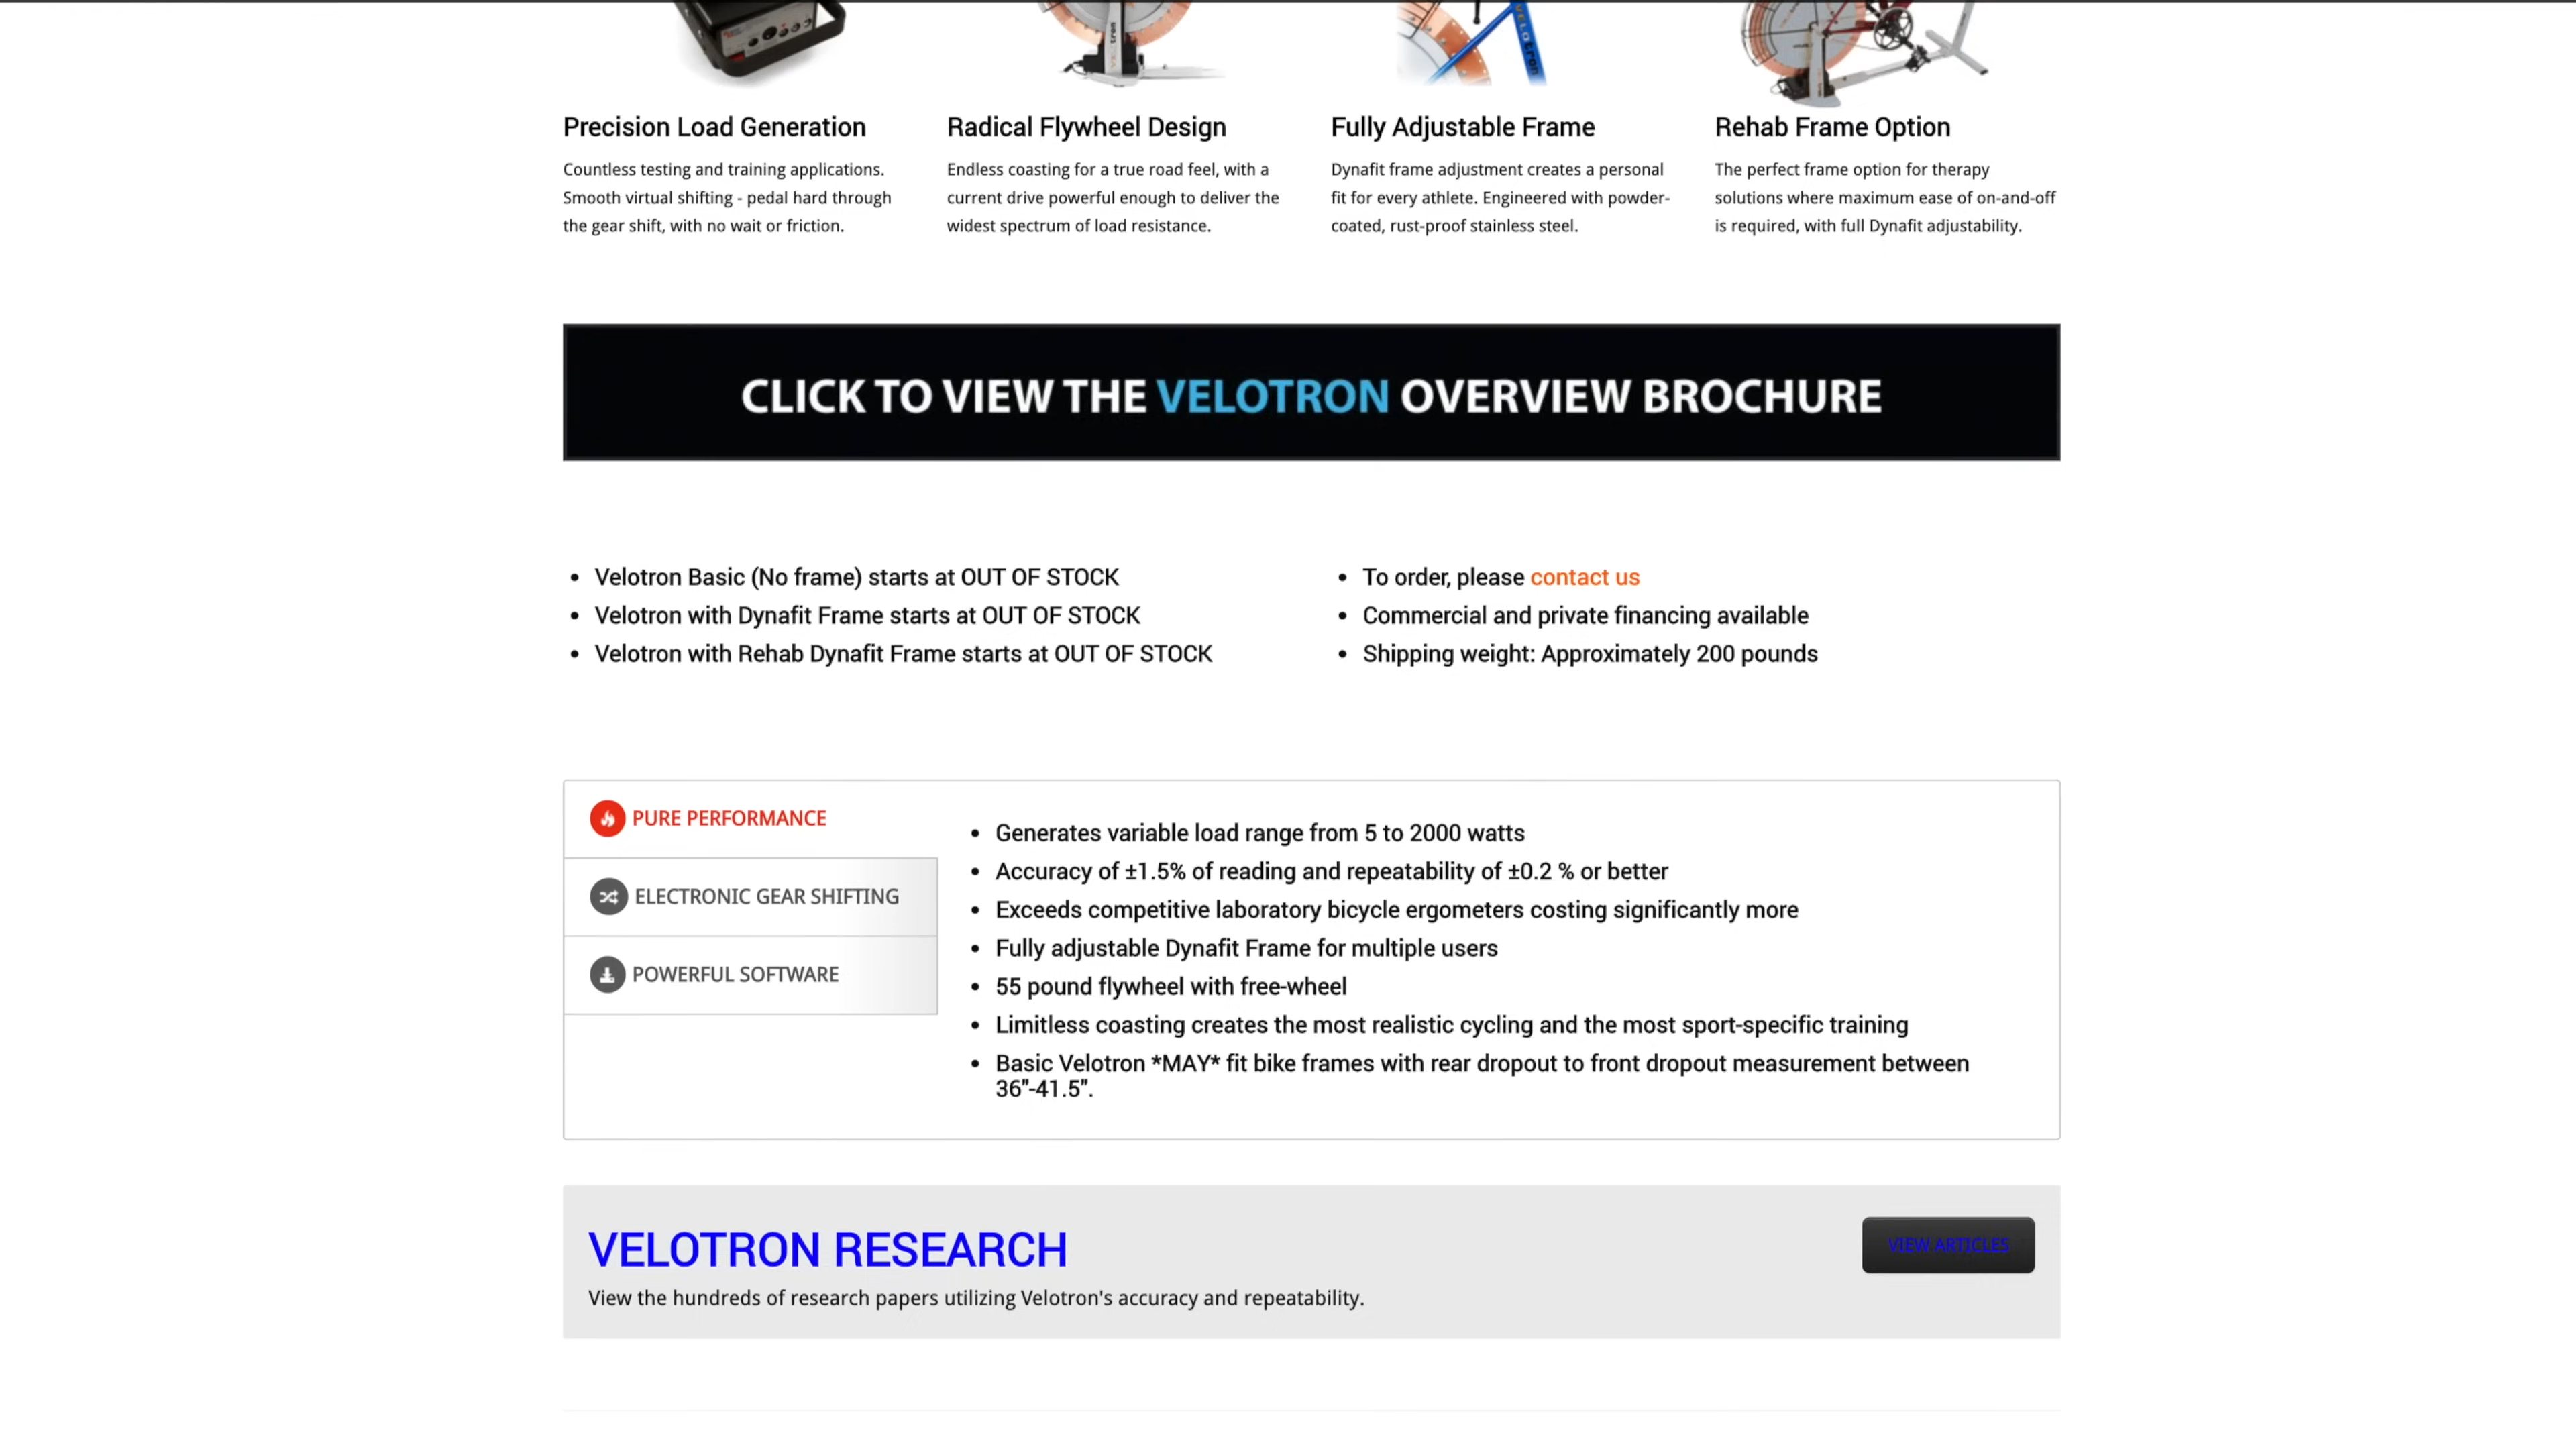 tron
VELOtron
Precision Load Generation
Countless testing and training applications.
Smooth virtual shifting - pedal hard through
the gear shift, with no wait or friction.
Radical Flywheel Design
Endless coasting for a true road feel, with a
current drive powerful enough to deliver the
widest spectrum of load resistance.
Fully Adjustable Frame
Dynafit frame adjustment creates a personal
fit for every athlete. Engineered with powder-
coated, rust-proof stainless steel.
Rehab Frame Option
The perfect frame option for therapy
solutions where maximum ease of on-and-off
is required, with full Dynafit adjustability.
CLICK TO VIEW THE VELOTRON OVERVIEW BROCHURE
• Velotron Basic (No frame) starts at OUT OF STOCK
• Velotron with Dynafit Frame starts at OUT OF STOCK
• Velotron with Rehab Dynafit Frame starts at OUT OF STOCK
• To order, please contact us
• Commercial and private financing available
• Shipping weight: Approximately 200 pounds
PURE PERFORMANCE
ELECTRONIC GEAR SHIFTING
POWERFUL SOFTWARE
• Generates variable load range from 5 to 2000 watts
• Accuracy of ±1.5% of reading and repeatability of ±0.2 % or better
• Exceeds competitive laboratory bicycle ergometers costing significantly more
• Fully adjustable Dynafit Frame for multiple users
• 55 pound flywheel with free-wheel
• Limitless coasting creates the most realistic cycling and the most sport-specific training
• Basic Velotron *MAY* fit bike frames with rear dropout to front dropout measurement between
36"-41.5".
VELOTRON RESEARCH
View the hundreds of research papers utilizing Velotron's accuracy and repeatability.
VIEW ARTICLES